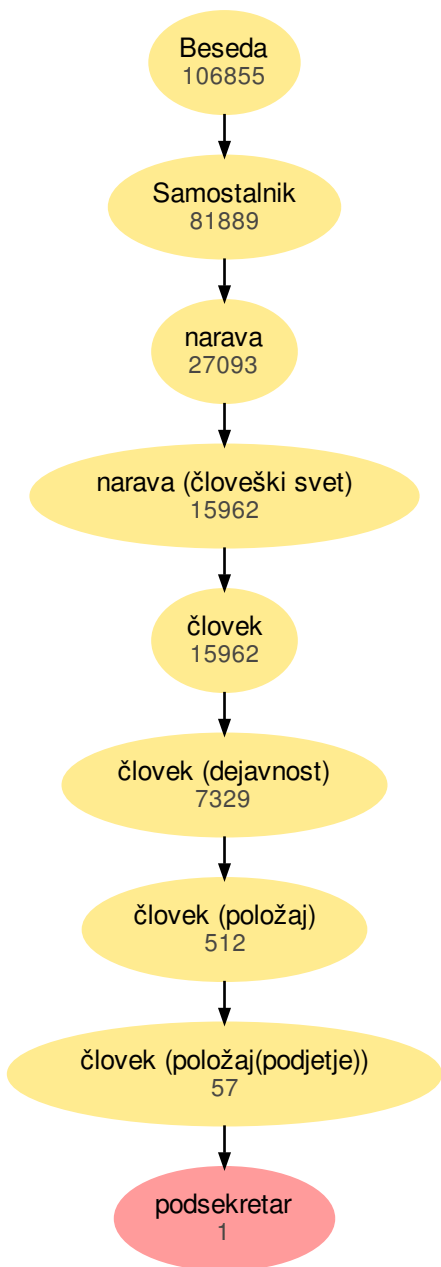 Beseda
106855
Samostalnik
81889
narava
27093
narava (človeški svet)
15962
človek
15962
človek (dejavnost)
7329
človek (položaj)
512
človek (položaj(podjetje))
57
podsekretar
1